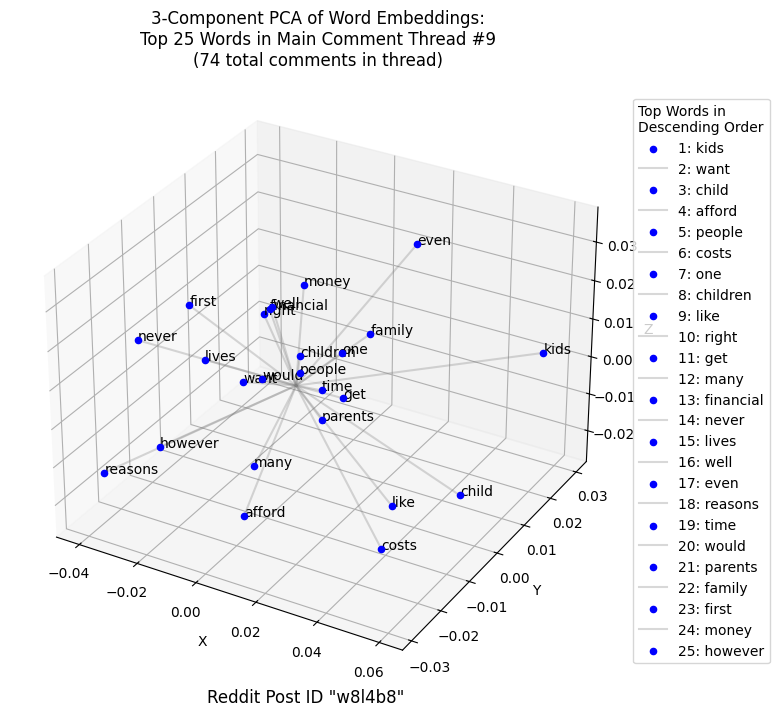 3-Component PCA of Word Embeddings:
Top 25 Words in Main Comment Thread #9
(74 total comments in thread)
Top Words in
Descending Order
1: kids
2: want
3: child
4: afford
5: people
6: costs
7: one
8: children
9: like
10: right
11: get
12: many
13: financial
14: never
15: lives
16: well
17: even
18: reasons
19: time
20: would
21: parents
22: family
23: first
24: money
25: however
even
money
first
well
financial
right
never
family
kids
lives
children
one
people
want
would
time
get
parents
however
reasons
many
child
like
afford
costs
0.03
0.02
0.01
0.00
−0.01
−0.02
Z
0.03
0.02
0.01
0.00
−0.01
−0.02
−0.03
Y
−0.04
−0.02
0.00
0.02
0.04
0.06
X
Reddit Post ID "w8l4b8"